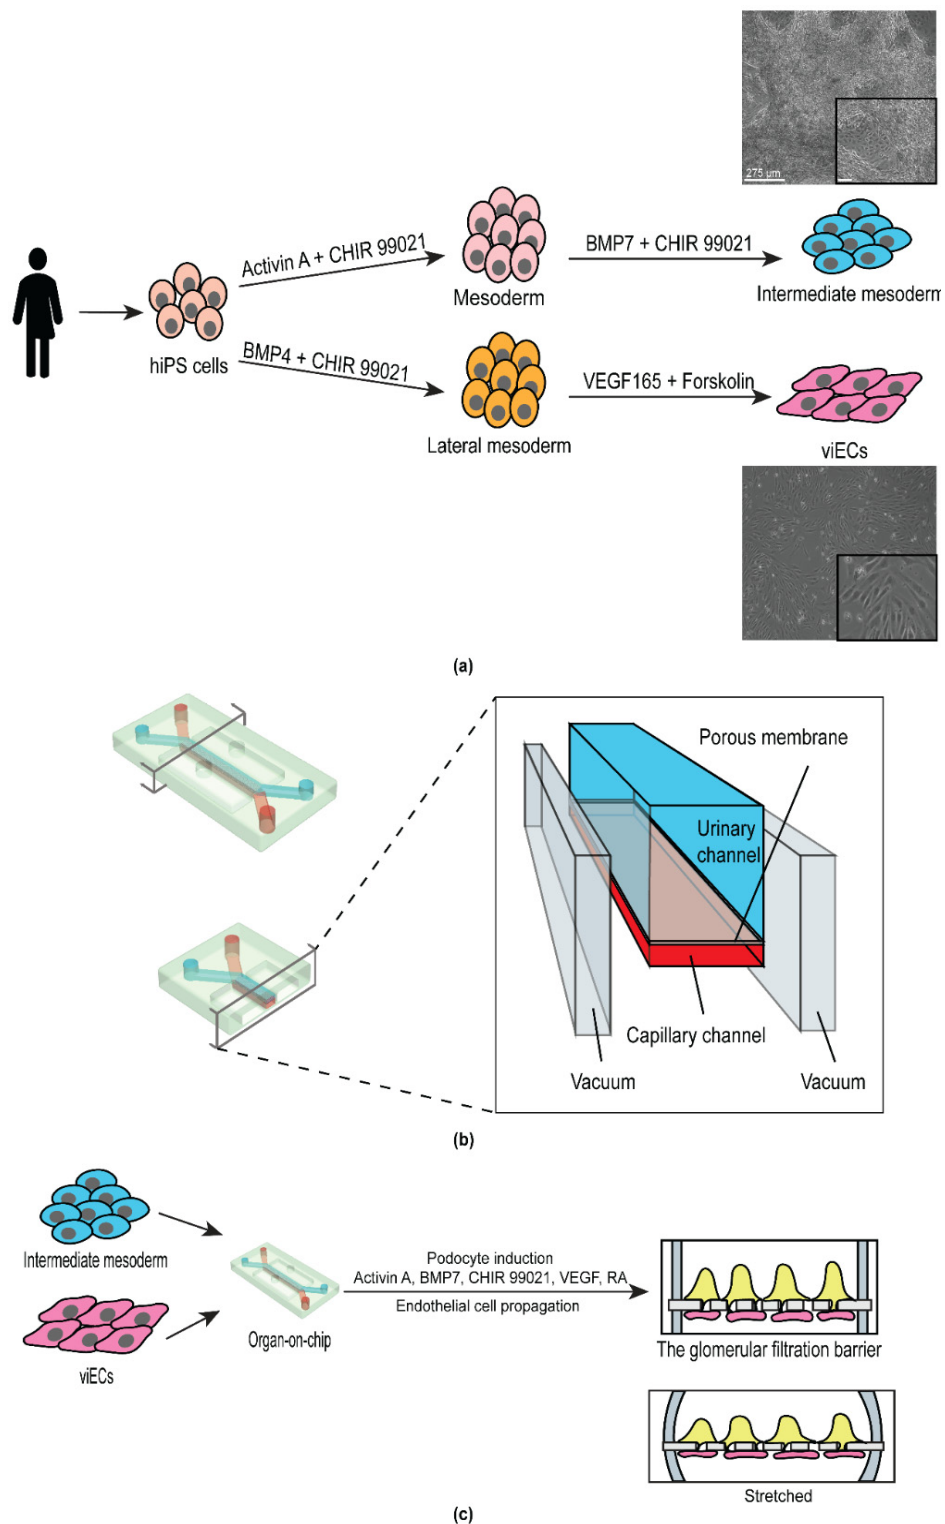 275 µm
Activin A + CHIR 99021
BMP7 + CHIR 99021
Mesoderm
Intermediate mesoderm
hiPS cells
BMP4 + CHIR 99021
VEGF165 + Forskolin
Lateral mesoderm
viECs
(a)
Porous membrane
Urinary
channel
Capillary channel
Vacuum
Vacuum
(b)
Intermediate mesoderm
viECs
Organ-on-chip
Podocyte induction
Activin A, BMP7, CHIR 99021, VEGF, RA
Endothelial cell propagation
The glomerular filtration barrier
Stretched
(c)